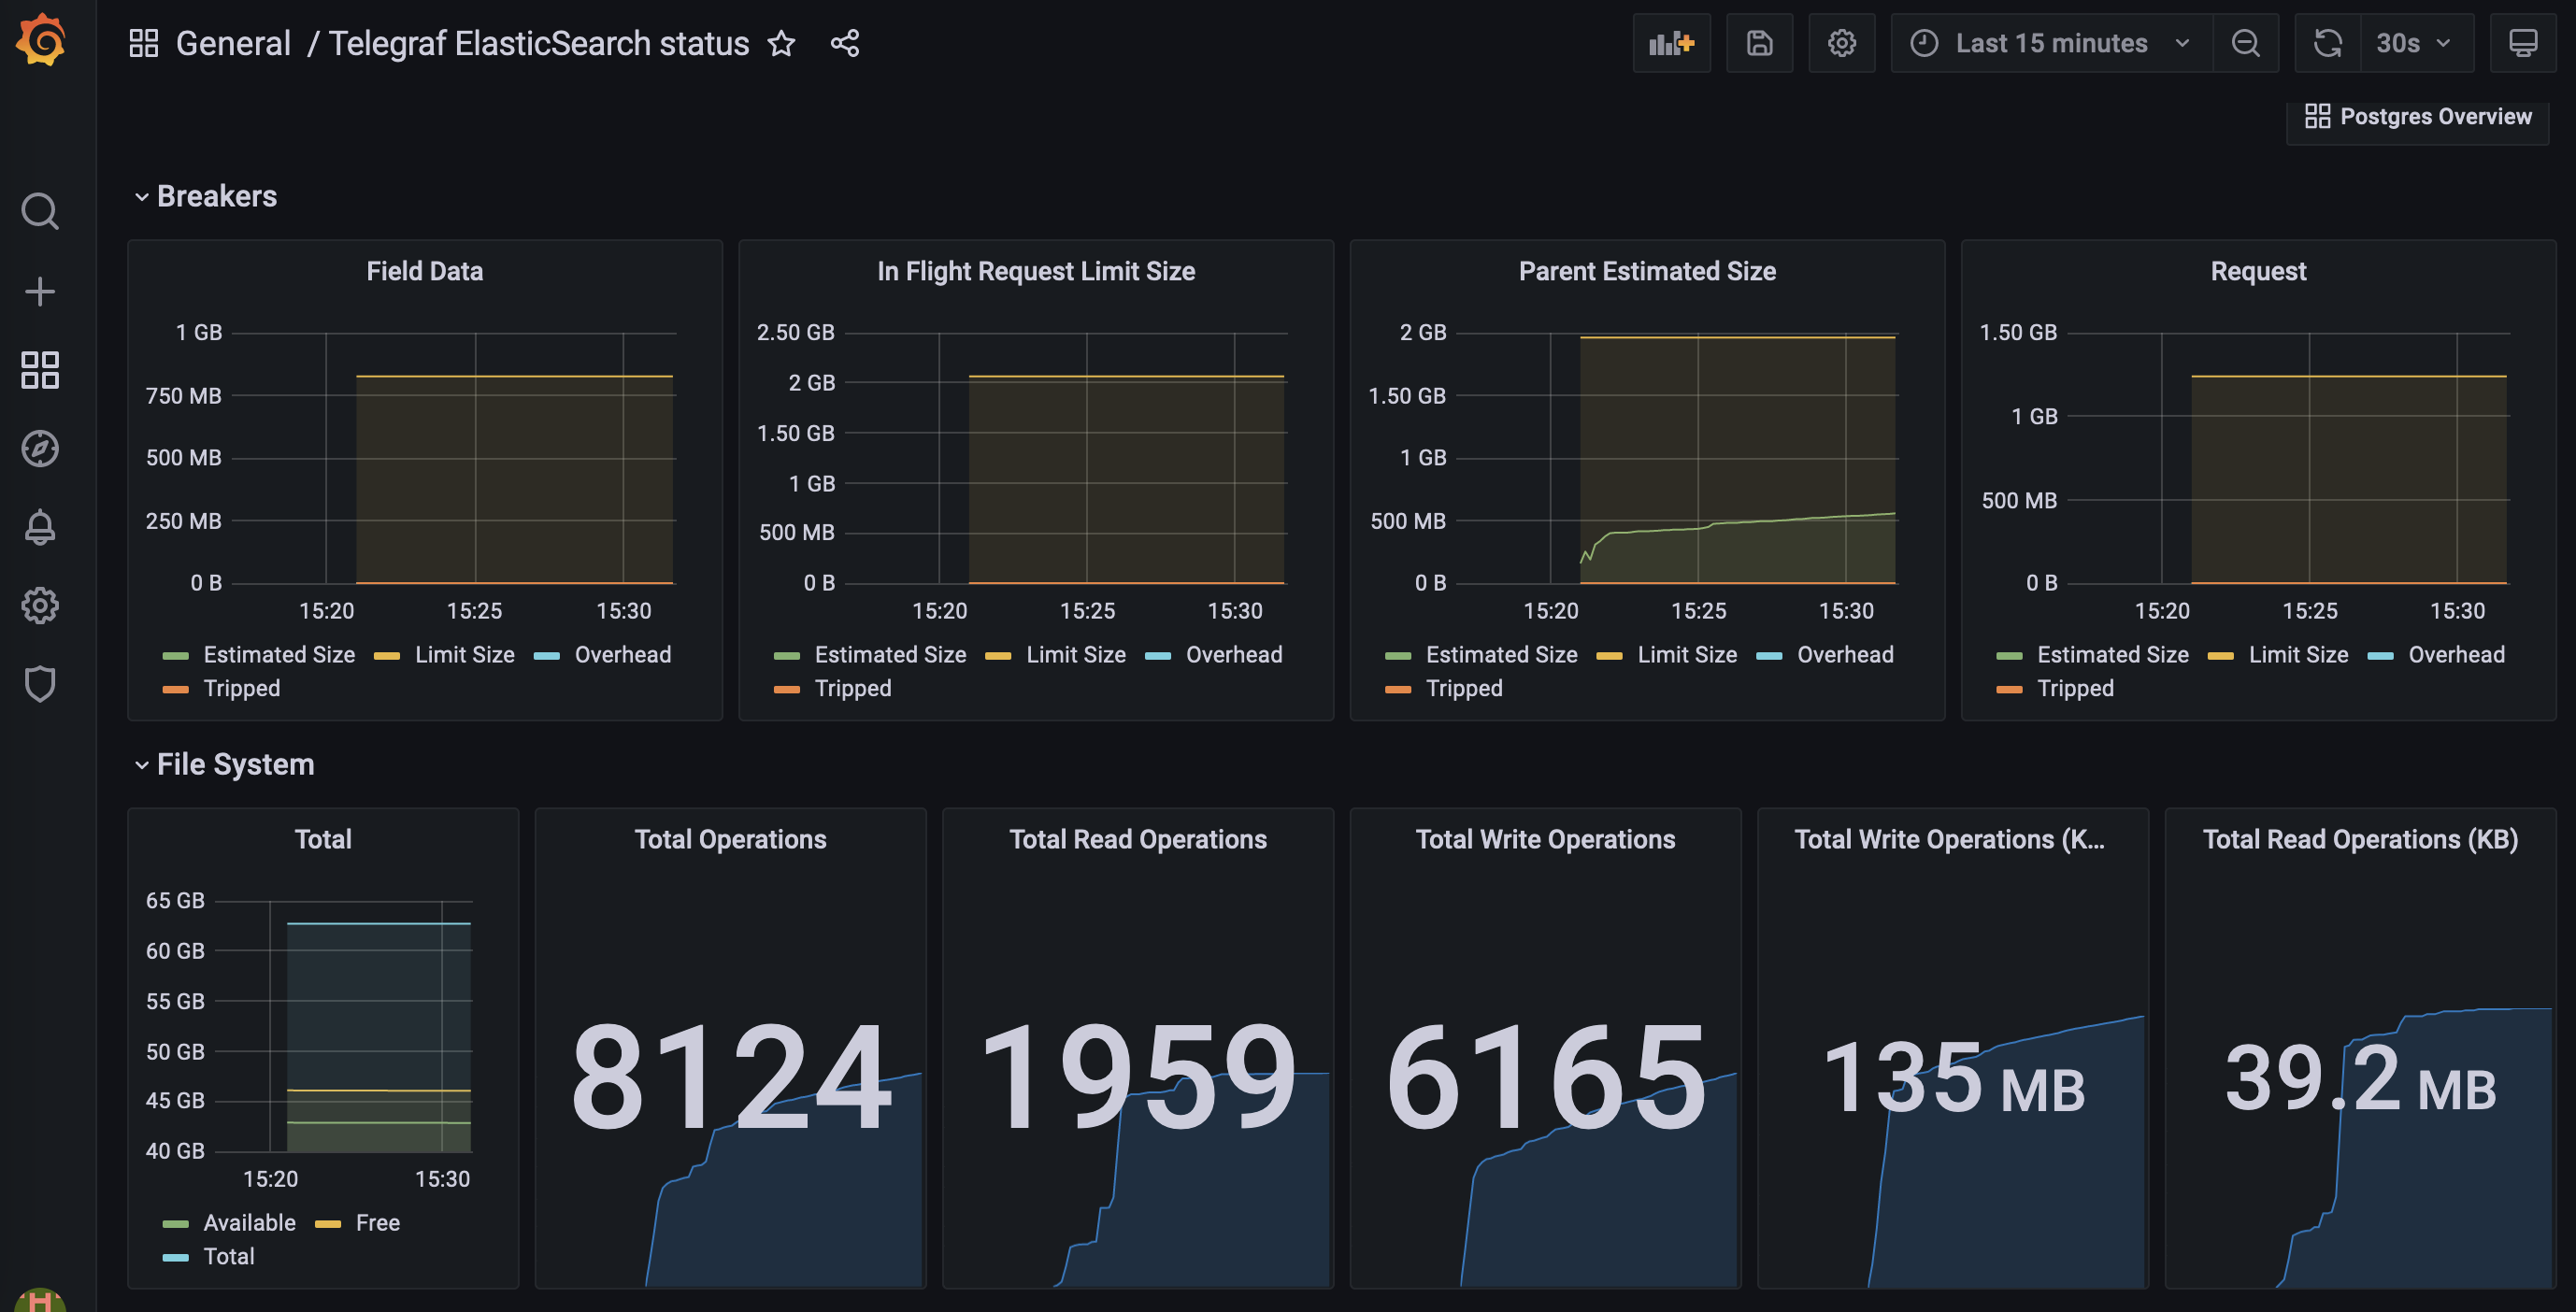 General / Telegraf ElasticSearch status
Last 15 minutes
30s
Postgres Overview
Breakers
Field Data
1 GB
750 MB
500 MB
250 MB
0 B
15:20 15:25 15:30
Estimated Size Limit Size Overhead
Tripped
In Flight Request Limit Size
2.50 GB
2 GB
1.50 GB
1 GB
500 MB
0 B
15:20 15:25 15:30
Estimated Size Limit Size Overhead
Tripped
Parent Estimated Size
2 GB
1.50 GB
1 GB
500 MB
0 B
15:20 15:25 15:30
Estimated Size Limit Size Overhead
Tripped
Request
1.50 GB
1 GB
500 MB
0 B
15:20 15:25 15:30
Estimated Size Limit Size Overhead
Tripped
File System
Total
65 GB
60 GB
55 GB
50 GB
45 GB
40 GB
15:20 15:30
Available Free
Total
Total Operations
8124
Total Read Operations
1959
Total Write Operations
6165
Total Write Operations (K...
135 MB
Total Read Operations (KB)
39.2 MB